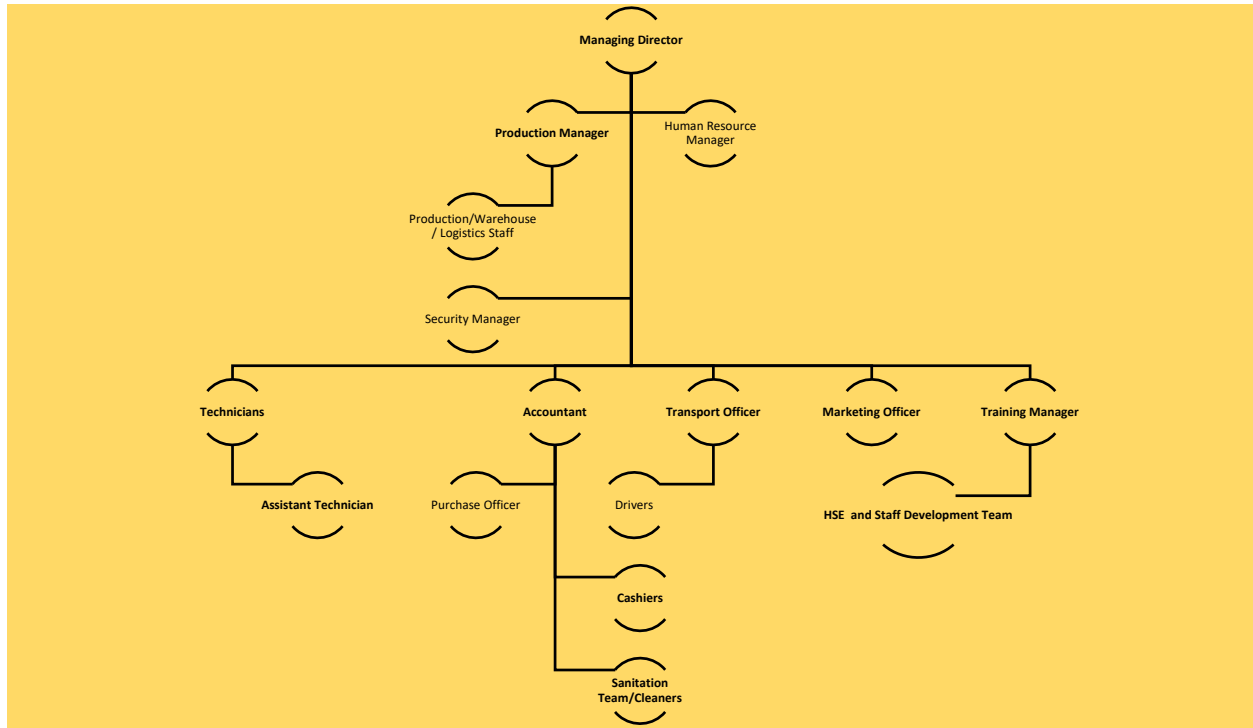 Managing Director
Production Manager
Human Resource
Manager
Production/Warehouse
/ Logistics Staff
Security Manager
Technicians
Accountant
Transport Officer
Marketing Officer
Training Manager
Assistant Technician
Purchase Officer
Drivers
HSE and Staff Development Team
Cashiers
Sanitation
Team/Cleaners